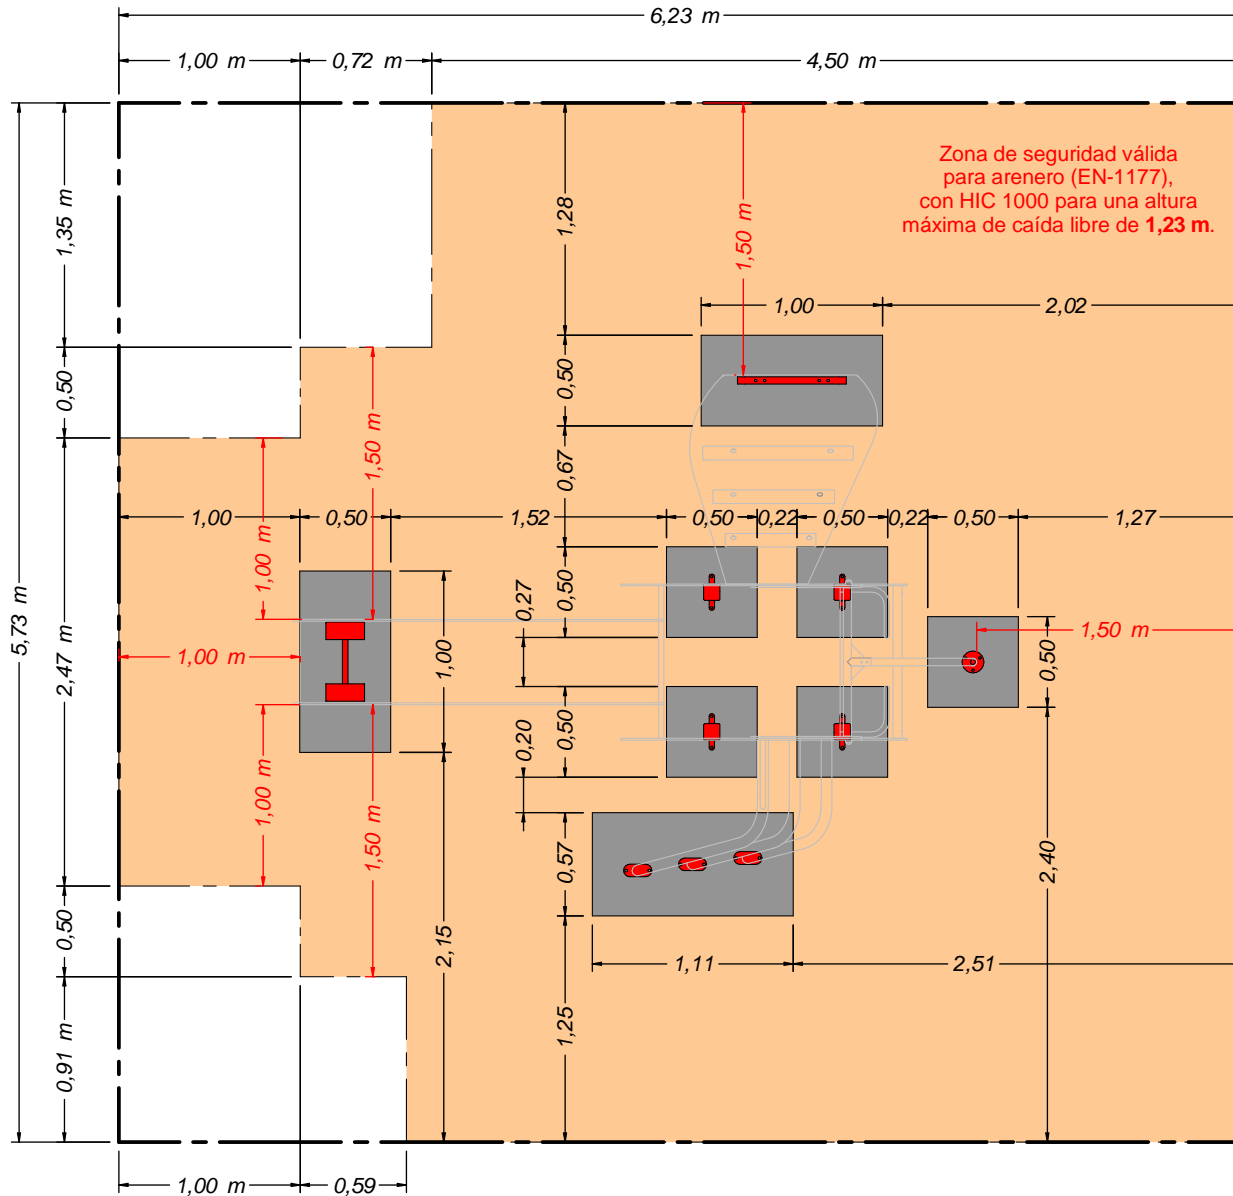 6,23 m
1,00 m
0,72 m
4,50 m
Zona de seguridad válida
para arenero (EN-1177),
con HIC 1000 para una altura
máxima de caída libre de 1,23 m.
1,35 m
1,28
1,50 m
1,00
2,02
0,50
0,50
1,50 m
0,67
1,00 m
1,00
0,50
1,52
0,50
0,22
0,50
0,22
0,50
1,27
5,73 m
2,47 m
0,27
0,50
1,00 m
1,00
0,50
1,50 m
0,20
0,50
1,00 m
1,50 m
0,57
2,40
0,50
2,15
1,11
2,51
0,91 m
1,25
1,00 m
0,59